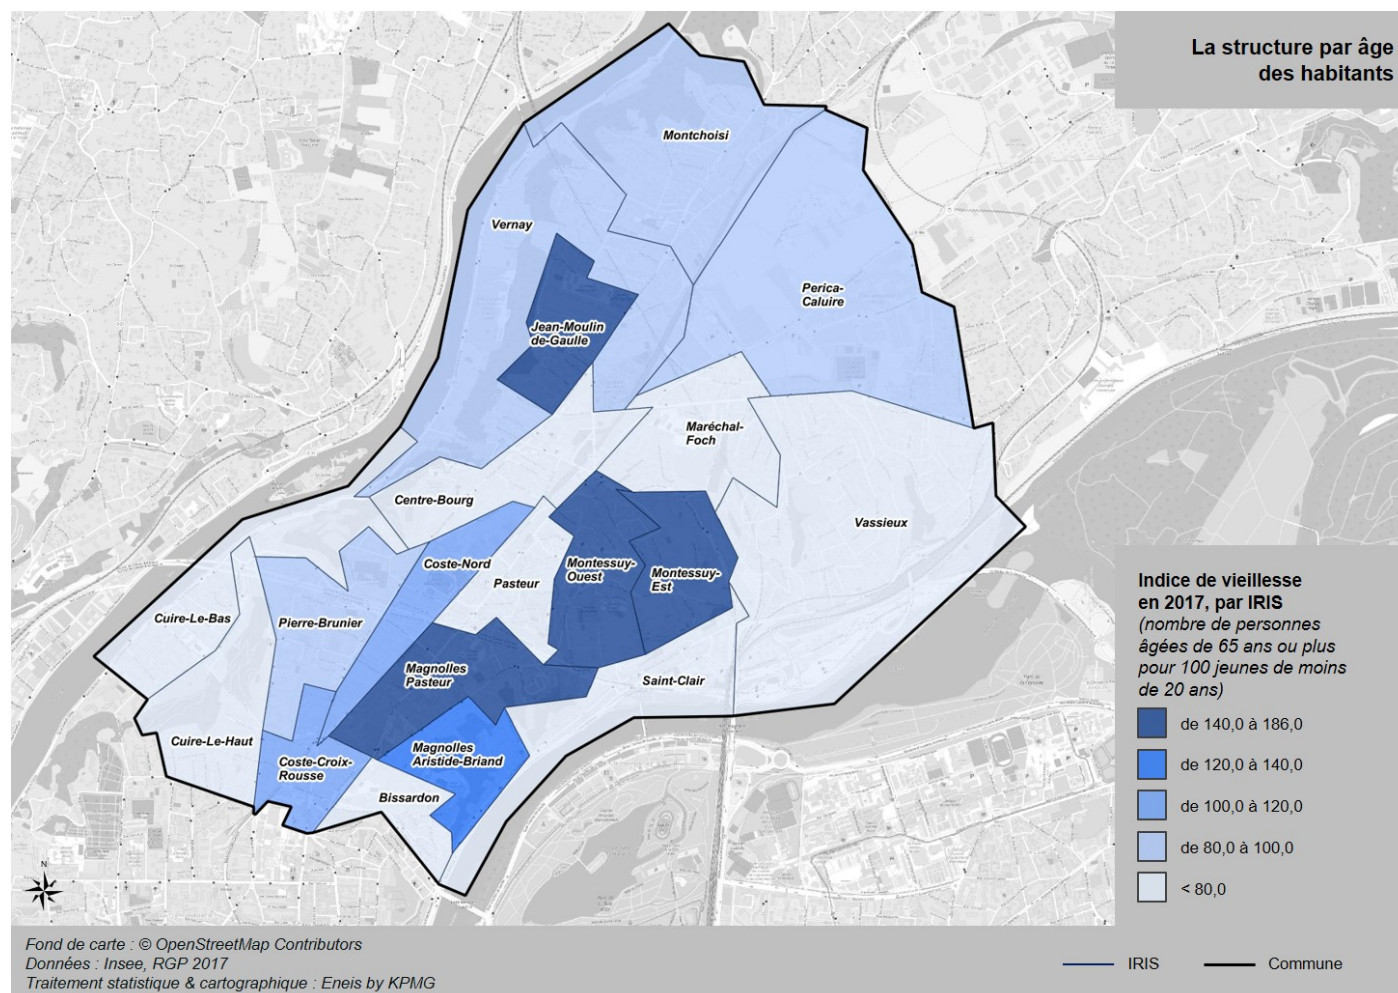 La structure par âge
des habitants
Montchoisi
Vernay
Perica-
Caluire
Jean-Moulin
de-Gaulle
Maréchal-
Foch
Centre-Bourg
Vassieux
Coste-Nord
Pasteur
Montessuy-
Ouest
Montessuy-
Est
Cuire-Le-Bas
Pierre-Brunier
Magnolles
Pasteur
Saint-Clair
Cuire-Le-Haut
Coste-Croix-
Rousse
Magnolles
Aristide-Briand
Bissardon
N
Indice de vieillesse
en 2017, par IRIS
(nombre de personnes
âgées de 65 ans ou plus
pour 100 jeunes de moins
de 20 ans)
de 140,0 à 186,0
de 120,0 à 140,0
de 100,0 à 120,0
de 80,0 à 100,0
< 80,0
Fond de carte : © OpenStreetMap Contributors
Données : Insee, RGP 2017
Traitement statistique & cartographique : Eneis by KPMG
IRIS
Commune